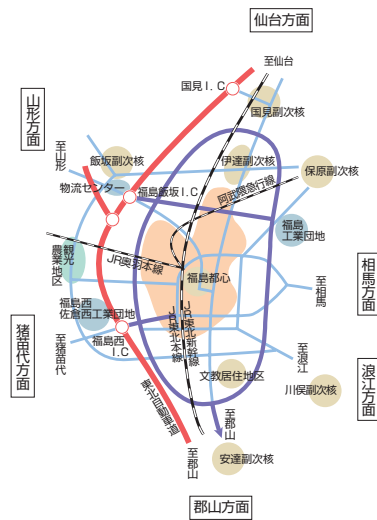 仙台方面
至仙台
国見I.C
国見副次核
山形方面
至山形
飯坂副次核
伊達副次核
保原副次核
物流センター
福島飯坂I.C
阿武隈急行線
福島
工業団地
観光
農業地区
JR奥羽本線
福島都心
至相馬
相馬方面
福島西
佐倉西工業団地
JR東北新幹線
JR東北本線
猪苗代方面
至猪苗代
福島西
I.C
至浪江
浪江方面
文教居住地区
川俣副次核
東北自動車道
至郡山
至郡山
安達副次核
郡山方面